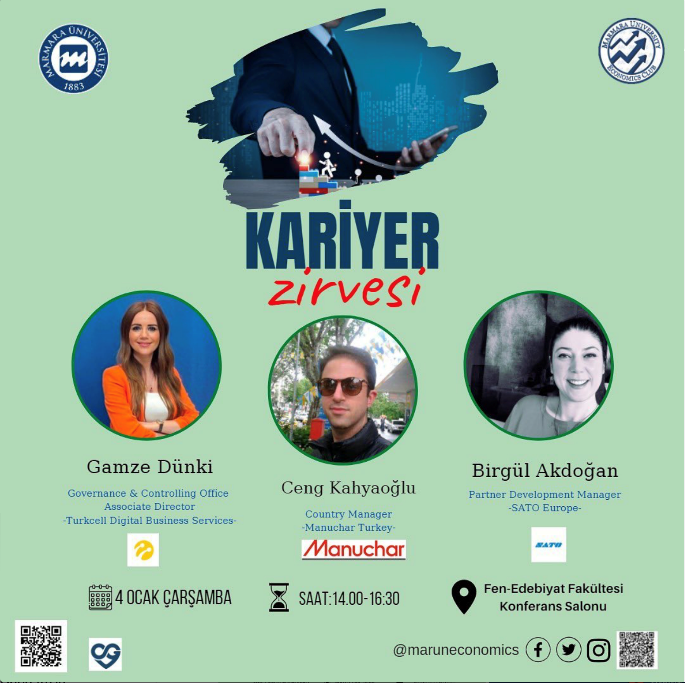 MARMARA ÜNİVERSİTESİ
1883
MARMARA UNIVERSITY
ECONOMICS CLUB
KARİYER
zirvesi
Gamze Dünki
Governance & Controlling Office
Associate Director
-Turkcell Digital Business Services-
Ceng Kahyaoğlu
Country Manager
-Manuchar Turkey-
Manuchar
Birgül Akdoğan
Partner Development Manager
-SATO Europe-
SATO
4 OCAK ÇARŞAMBA
SAAT:14.00-16:30
Fen-Edebiyat Fakültesi
Konferans Salonu
@maruneconomics